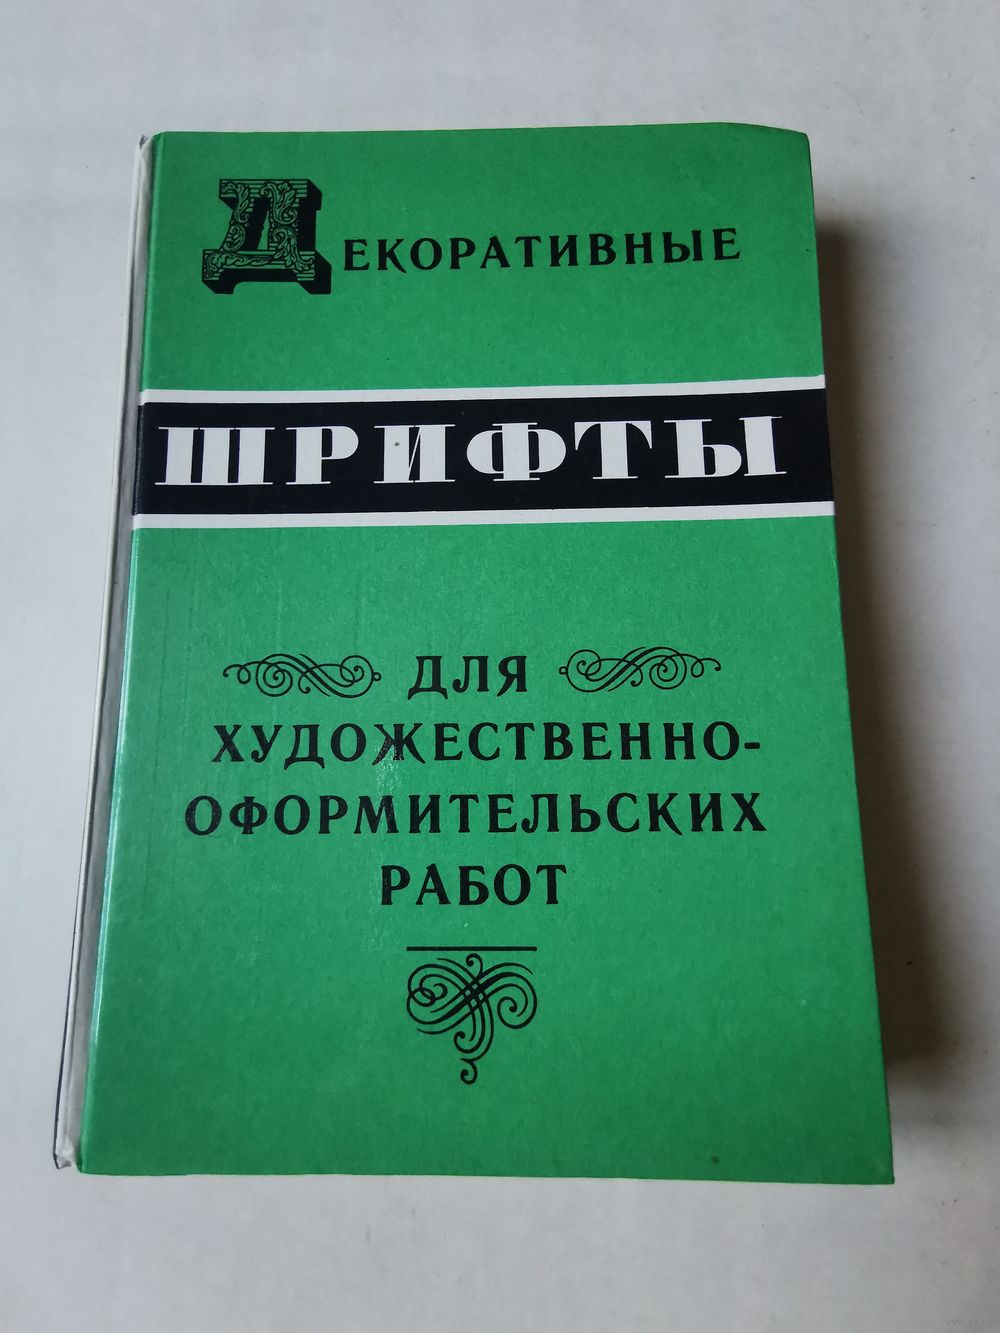 ДЕКОРАТИВНЫЕ
ШРИФТЫ
ДЛЯ
ХУДОЖЕСТВЕННО-
ОФОРМИТЕЛЬСКИХ
РАБОТ